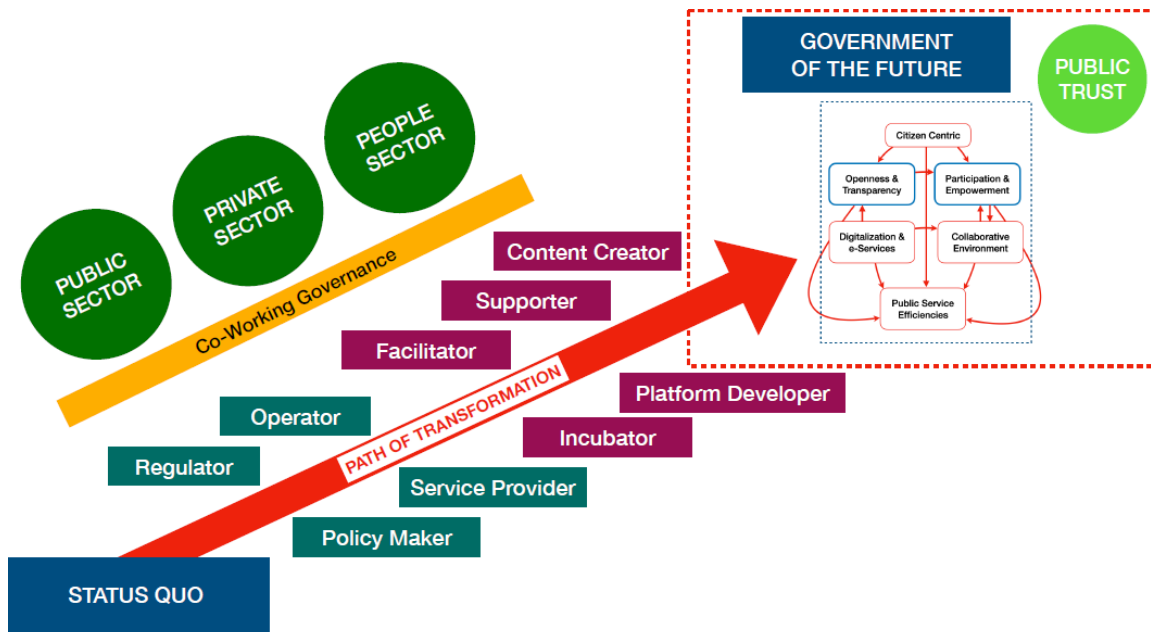 GOVERNMENT
OF THE FUTURE
PUBLIC
TRUST
Citizen Centric
Openness &
Transparency
Participation &
Empowerment
Digitalization &
e-Services
Collaborative
Environment
Public Service
Efficiencies
PEOPLE
SECTOR
PRIVATE
SECTOR
PUBLIC
SECTOR
Co-Working Governance
Content Creator
Supporter
Facilitator
Operator
Regulator
PATH OF TRANSFORMATION
Platform Developer
Incubator
Service Provider
Policy Maker
STATUS QUO